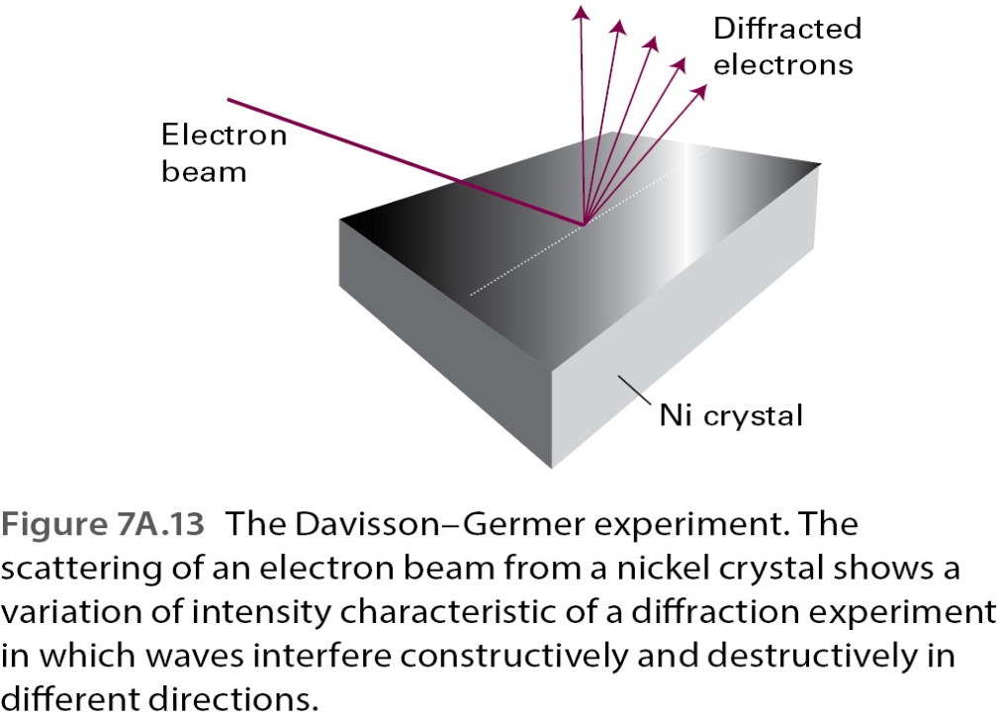 Diffracted
electrons
Electron
beam
Ni crystal
Figure 7A.13 The Davisson–Germer experiment. The
scattering of an electron beam from a nickel crystal shows a
variation of intensity characteristic of a diffraction experiment
in which waves interfere constructively and destructively in
different directions.